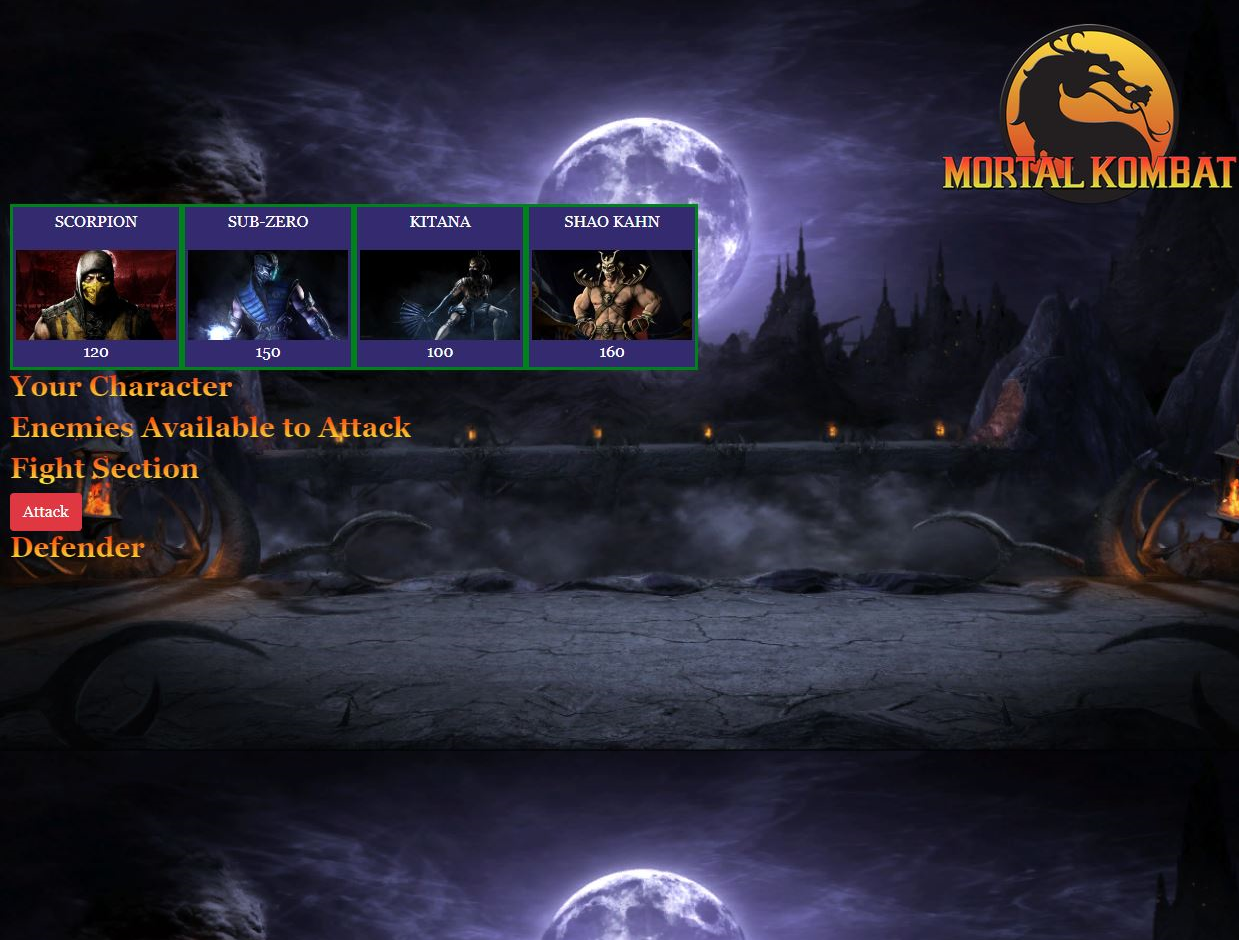 MORTAL KOMBAT
SCORPION SUB-ZERO KITANA SHAO KAHN
120 150 100 160
Your Character
Enemies Available to Attack
Fight Section
Attack
Defender